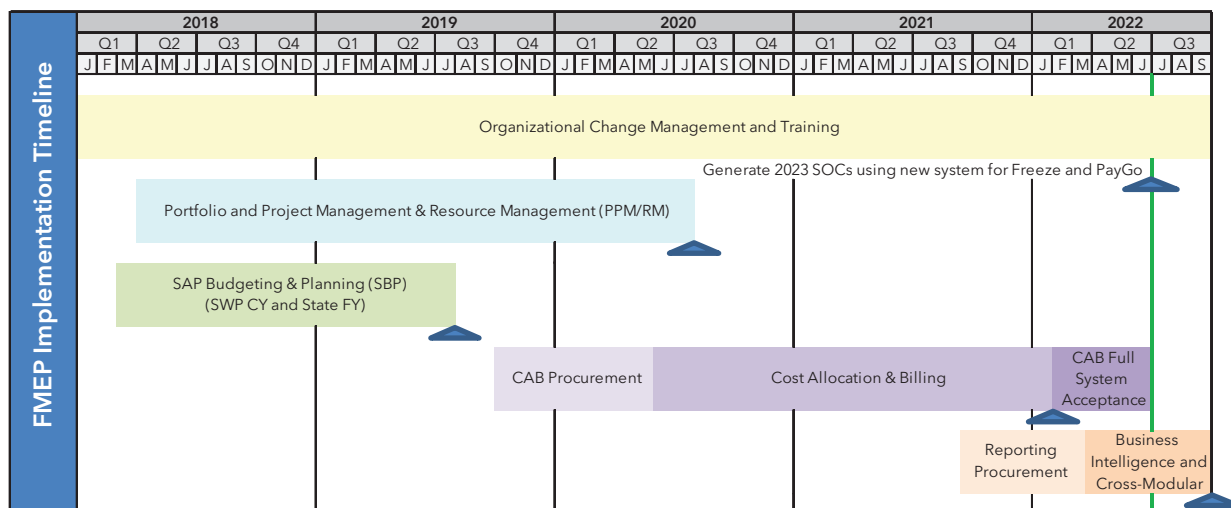 FMEP Implementation Timeline
2018 2019 2020 2021 2022
Q1 Q2 Q3 Q4 Q1 Q2 Q3 Q4 Q1 Q2 Q3 Q4 Q1 Q2 Q3 Q4 Q1 Q2 Q3
J F M A M J J A S O N D J F M A M J J A S O N D J F M A M J J A S O N D J F M A M J J A S O N D J F M A M J J A S
Organizational Change Management and Training
Generate 2023 SOCs using new system for Freeze and PayGo
Portfolio and Project Management & Resource Management (PPM/RM)
SAP Budgeting & Planning (SBP)
(SWP CY and State FY)
CAB Procurement
Cost Allocation & Billing
CAB Full
System
Acceptance
Reporting
Procurement
Business
Intelligence and
Cross-Modular